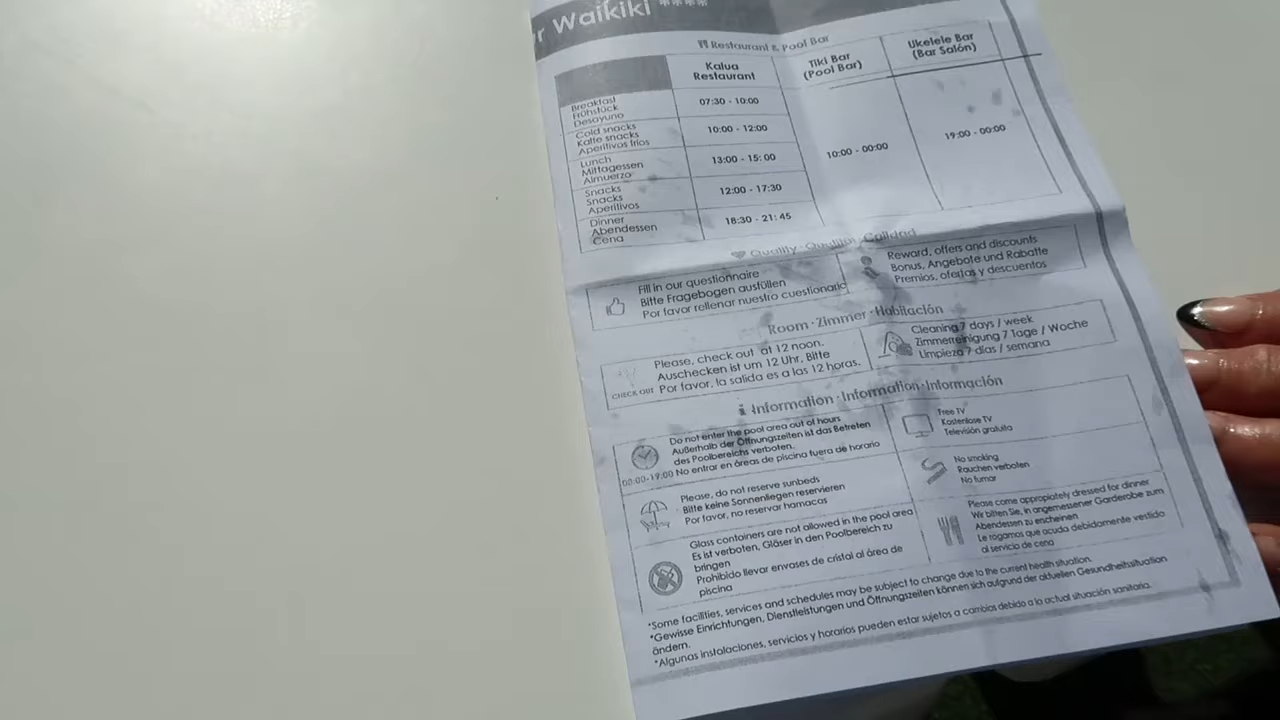 r Waikiki ****
Restaurant & Pool Bar
Kalua
Restaurant
Tiki Bar
(Pool Bar)
Ukelele Bar
(Bar Salón)
Breakfast
Frühstück
Desayuno
07:30 - 10:00
Cold snacks
Kalte snacks
Aperitivos fríos
10:00 - 12:00
Lunch
Mittagessen
Almuerzo
13:00 - 15:00
Snacks
Snacks
Aperitivos
12:00 - 17:30
Dinner
Abendessen
Cena
18:30 - 21:45
10:00 - 00:00
19:00 - 00:00
Quality · Qualität · Calidad
Fill in our questionnaire
Bitte Fragebogen ausfüllen
Por favor rellenar nuestro cuestionario
Reward, offers and discounts
Bonus, Angebote und Rabatte
Premios, ofertas y descuentos
Room · Zimmer · Habitación
CHECK OUT
Please, check out at 12 noon.
Auschecken ist um 12 Uhr, Bitte
Por favor, la salida es a las 12 horas.
Cleaning 7 days / week
Zimmerreinigung 7 Tage / Woche
Limpieza 7 días / semana
Information · Information · Información
Do not enter the pool area out of hours
Außerhalb der Öffnungszeiten ist das Betreten
des Poolbereichs verboten.
No entrar en áreas de piscina fuera de horario
Free TV
Kostenlose TV
Televisión gratuita
Please, do not reserve sunbeds
Bitte keine Sonnenliegen reservieren
Por favor, no reservar hamacas
No smoking
Rauchen verboten
No fumar
Glass containers are not allowed in the pool area
Es ist verboten, Gläser in den Poolbereich zu
bringen
Prohibido llevar envases de cristal al área de
piscina
Please come appropiately dressed for dinner
Wir bitten Sie, in angemessener Garderobe zum
Abendessen zu erscheinen
Le rogamos que acuda debidamente vestido
al servicio de cena
*Some facilities, services and schedules may be subject to change due to the current health situation.
*Gewisse Einrichtungen, Dienstleistungen und Öffnungszeiten können sich aufgrund der aktuellen Gesundheitssituation
ändern.
*Algunas instalaciones, servicios y horarios pueden estar sujetos a cambios debido a la actual situación sanitaria.